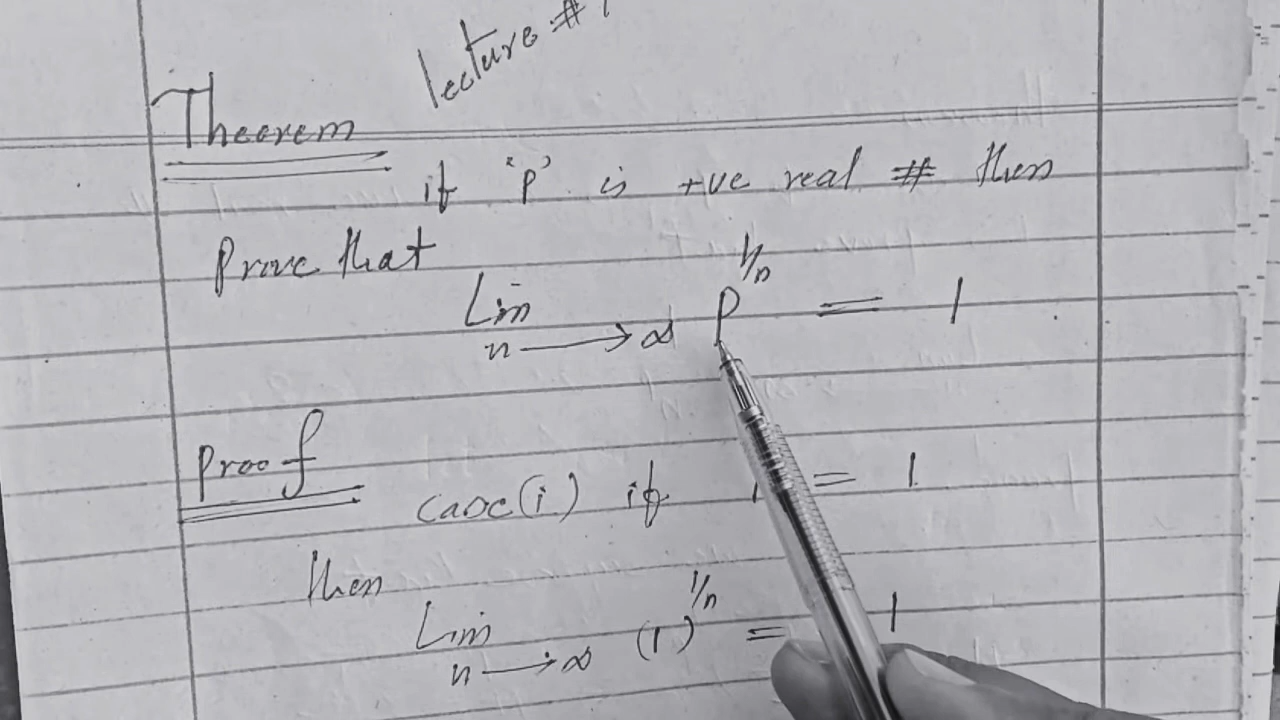 lecture #
Theorem
if 'P' is +ve real # then
Prove that
Lim n→∞ P^1/n = 1
Proof
case(i) if = 1
then
Lim n→∞ (1)^1/n = 1